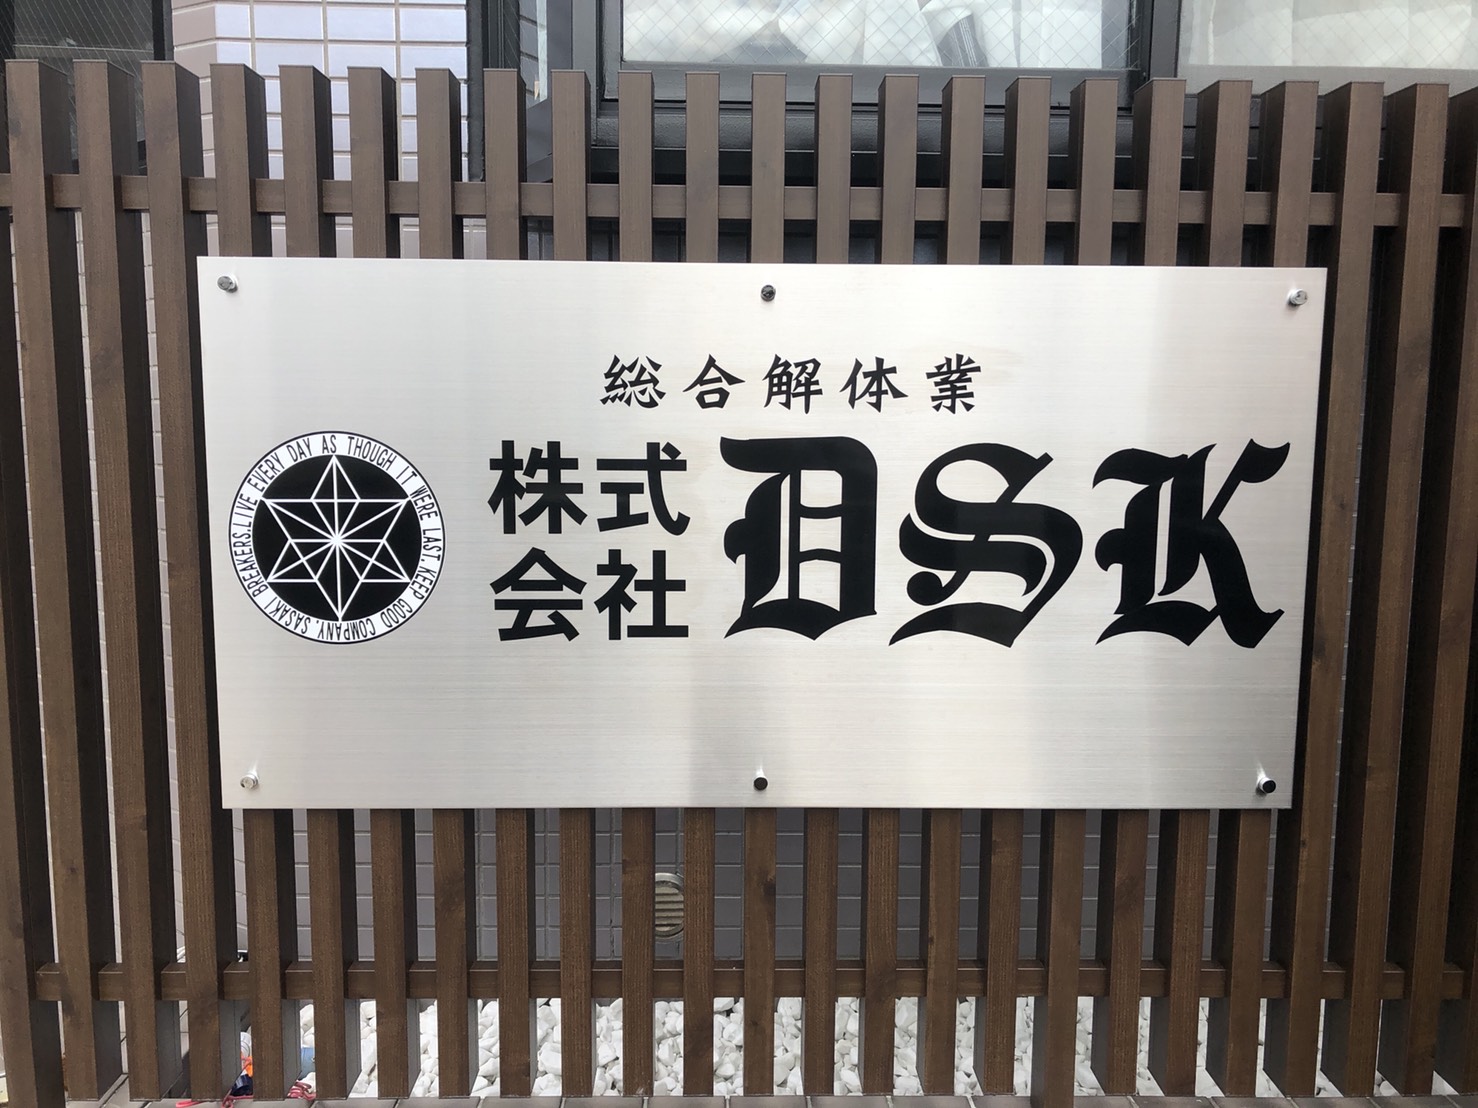 総合解体業
株式会社 DSK
LIVE EVERY DAY AS THOUGH IT WERE LAST. KEEP GOOD COMPANY. SASAKI BREAKERS.